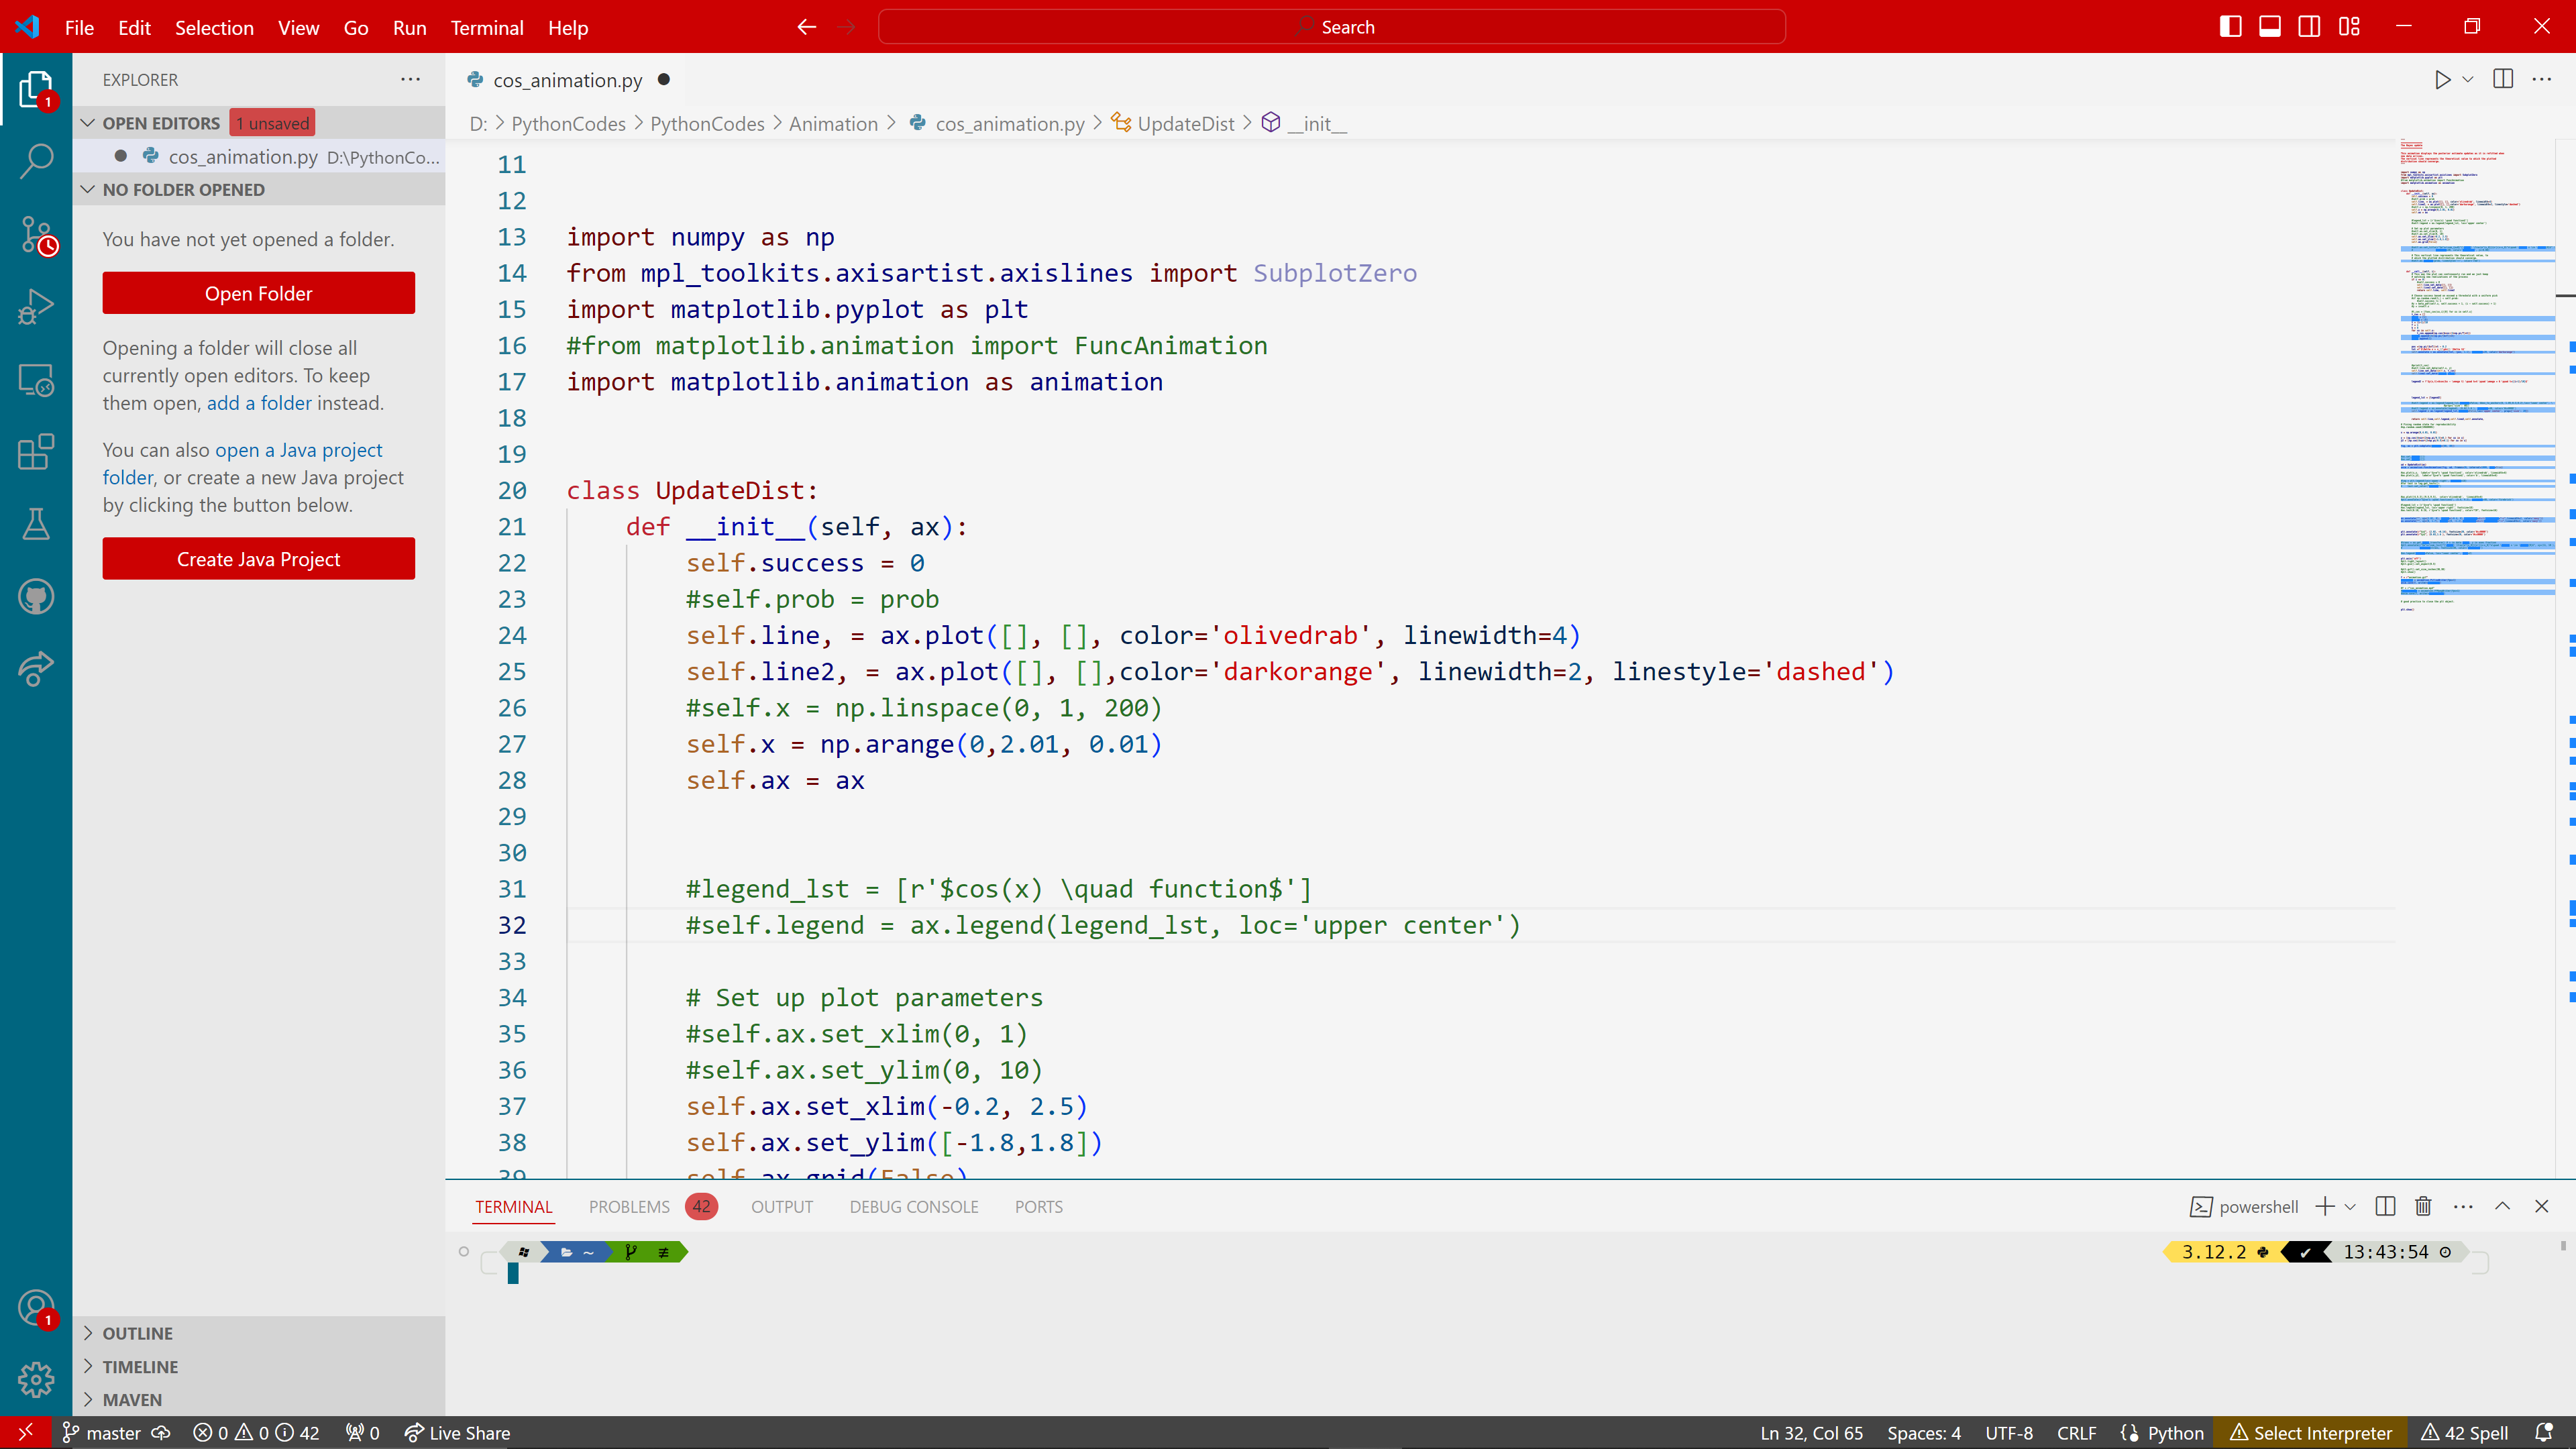 File Edit Selection View Go Run Terminal Help
Search
EXPLORER
OPEN EDITORS 1 unsaved
cos_animation.py D:\PythonCo...
NO FOLDER OPENED
You have not yet opened a folder.
Open Folder
Opening a folder will close all
currently open editors. To keep
them open, add a folder instead.
You can also open a Java project
folder, or create a new Java project
by clicking the button below.
Create Java Project
OUTLINE
TIMELINE
MAVEN
cos_animation.py
D: PythonCodes PythonCodes Animation cos_animation.py UpdateDist __init__
11
12
13 import numpy as np
14 from mpl_toolkits.axisartist.axislines import SubplotZero
15 import matplotlib.pyplot as plt
16 #from matplotlib.animation import FuncAnimation
17 import matplotlib.animation as animation
18
19
20 class UpdateDist:
21 def __init__(self, ax):
22 self.success = 0
23 #self.prob = prob
24 self.line, = ax.plot([], [], color='olivedrab', linewidth=4)
25 self.line2, = ax.plot([], [],color='darkorange', linewidth=2, linestyle='dashed')
26 #self.x = np.linspace(0, 1, 200)
27 self.x = np.arange(0,2.01, 0.01)
28 self.ax = ax
29
30
31 #legend_lst = [r'$cos(x) \quad function$']
32 #self.legend = ax.legend(legend_lst, loc='upper center')
33
34 # Set up plot parameters
35 #self.ax.set_xlim(0, 1)
36 #self.ax.set_ylim(0, 10)
37 self.ax.set_xlim(-0.2, 2.5)
38 self.ax.set_ylim([-1.8,1.8])
39 self.ax.grid(False)
TERMINAL PROBLEMS 42 OUTPUT DEBUG CONSOLE PORTS
powershell
~ 3.12.2 13:43:54
1
1
master 0 0 42 0 Live Share
Ln 32, Col 65 Spaces: 4 UTF-8 CRLF Python Select Interpreter 42 Spell